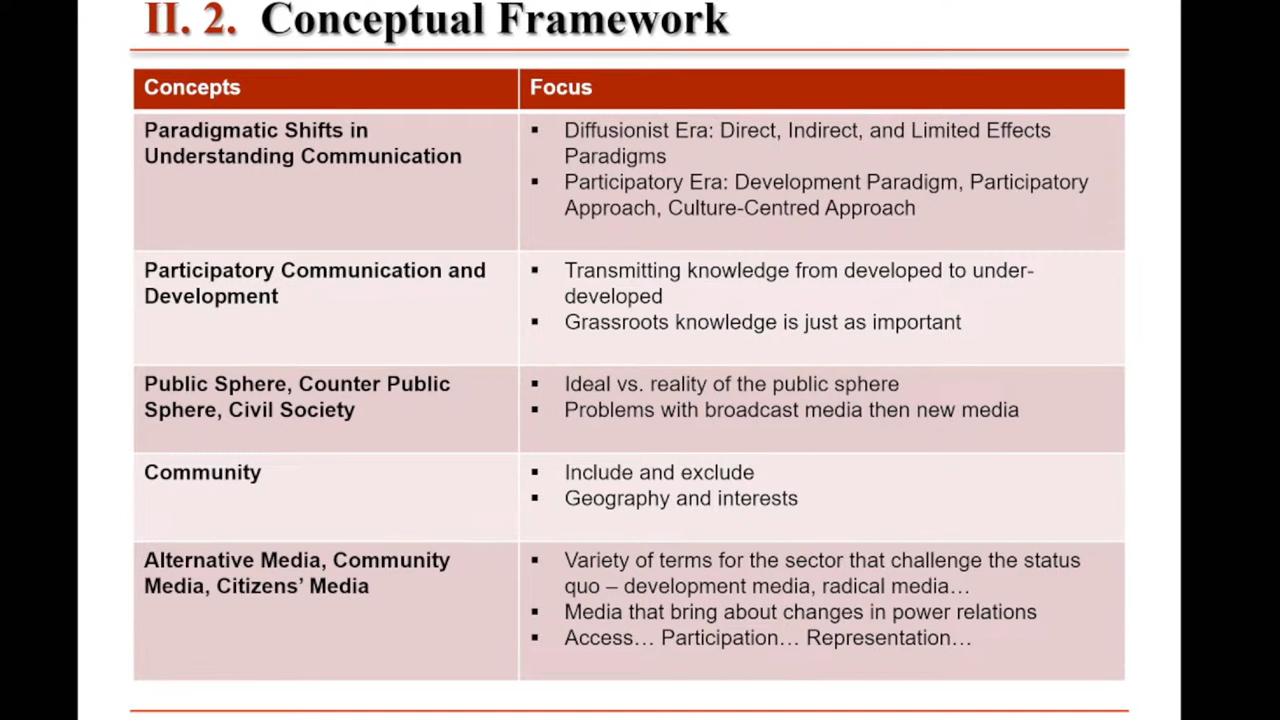 II. 2. Conceptual Framework
Concepts
Focus
Paradigmatic Shifts in
Understanding Communication
▪ Diffusionist Era: Direct, Indirect, and Limited Effects
Paradigms
▪ Participatory Era: Development Paradigm, Participatory
Approach, Culture-Centred Approach
Participatory Communication and
Development
▪ Transmitting knowledge from developed to under-
developed
▪ Grassroots knowledge is just as important
Public Sphere, Counter Public
Sphere, Civil Society
▪ Ideal vs. reality of the public sphere
▪ Problems with broadcast media then new media
Community
▪ Include and exclude
▪ Geography and interests
Alternative Media, Community
Media, Citizens’ Media
▪ Variety of terms for the sector that challenge the status
quo – development media, radical media…
▪ Media that bring about changes in power relations
▪ Access… Participation… Representation…